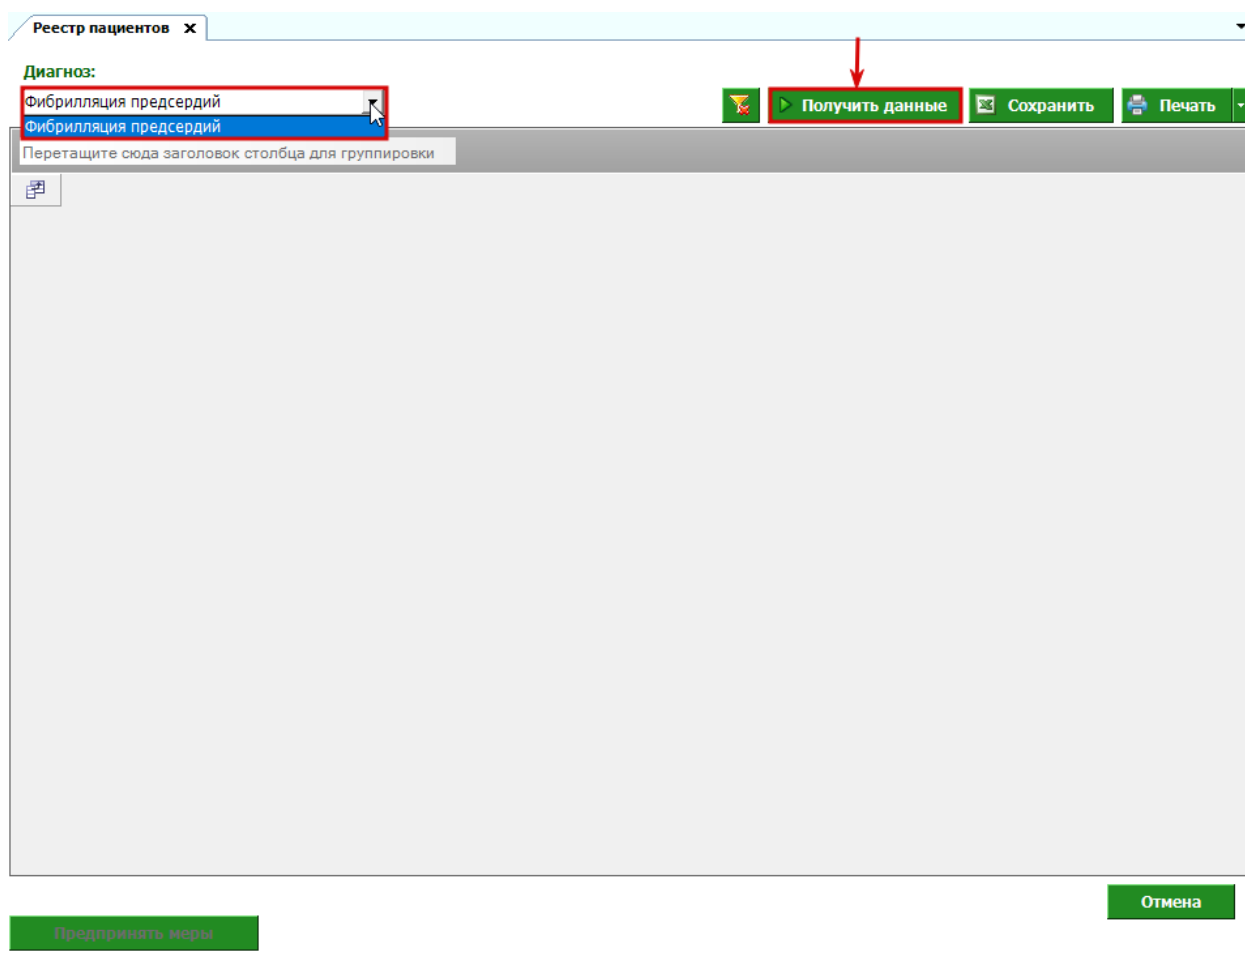 Реестр пациентов
Диагноз:
Фибрилляция предсердий
Получить данные
Сохранить
Печать
Фибрилляция предсердий
Перетащите сюда заголовок столбца для группировки
Отмена
Предпринять меры